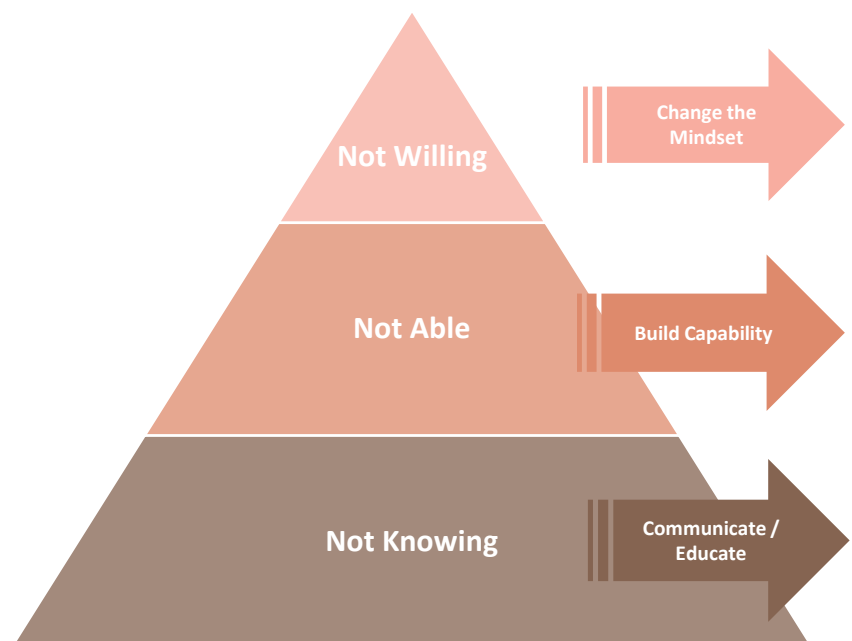 Not Willing
Change the
Mindset
Not Able
Build Capability
Not Knowing
Communicate /
Educate